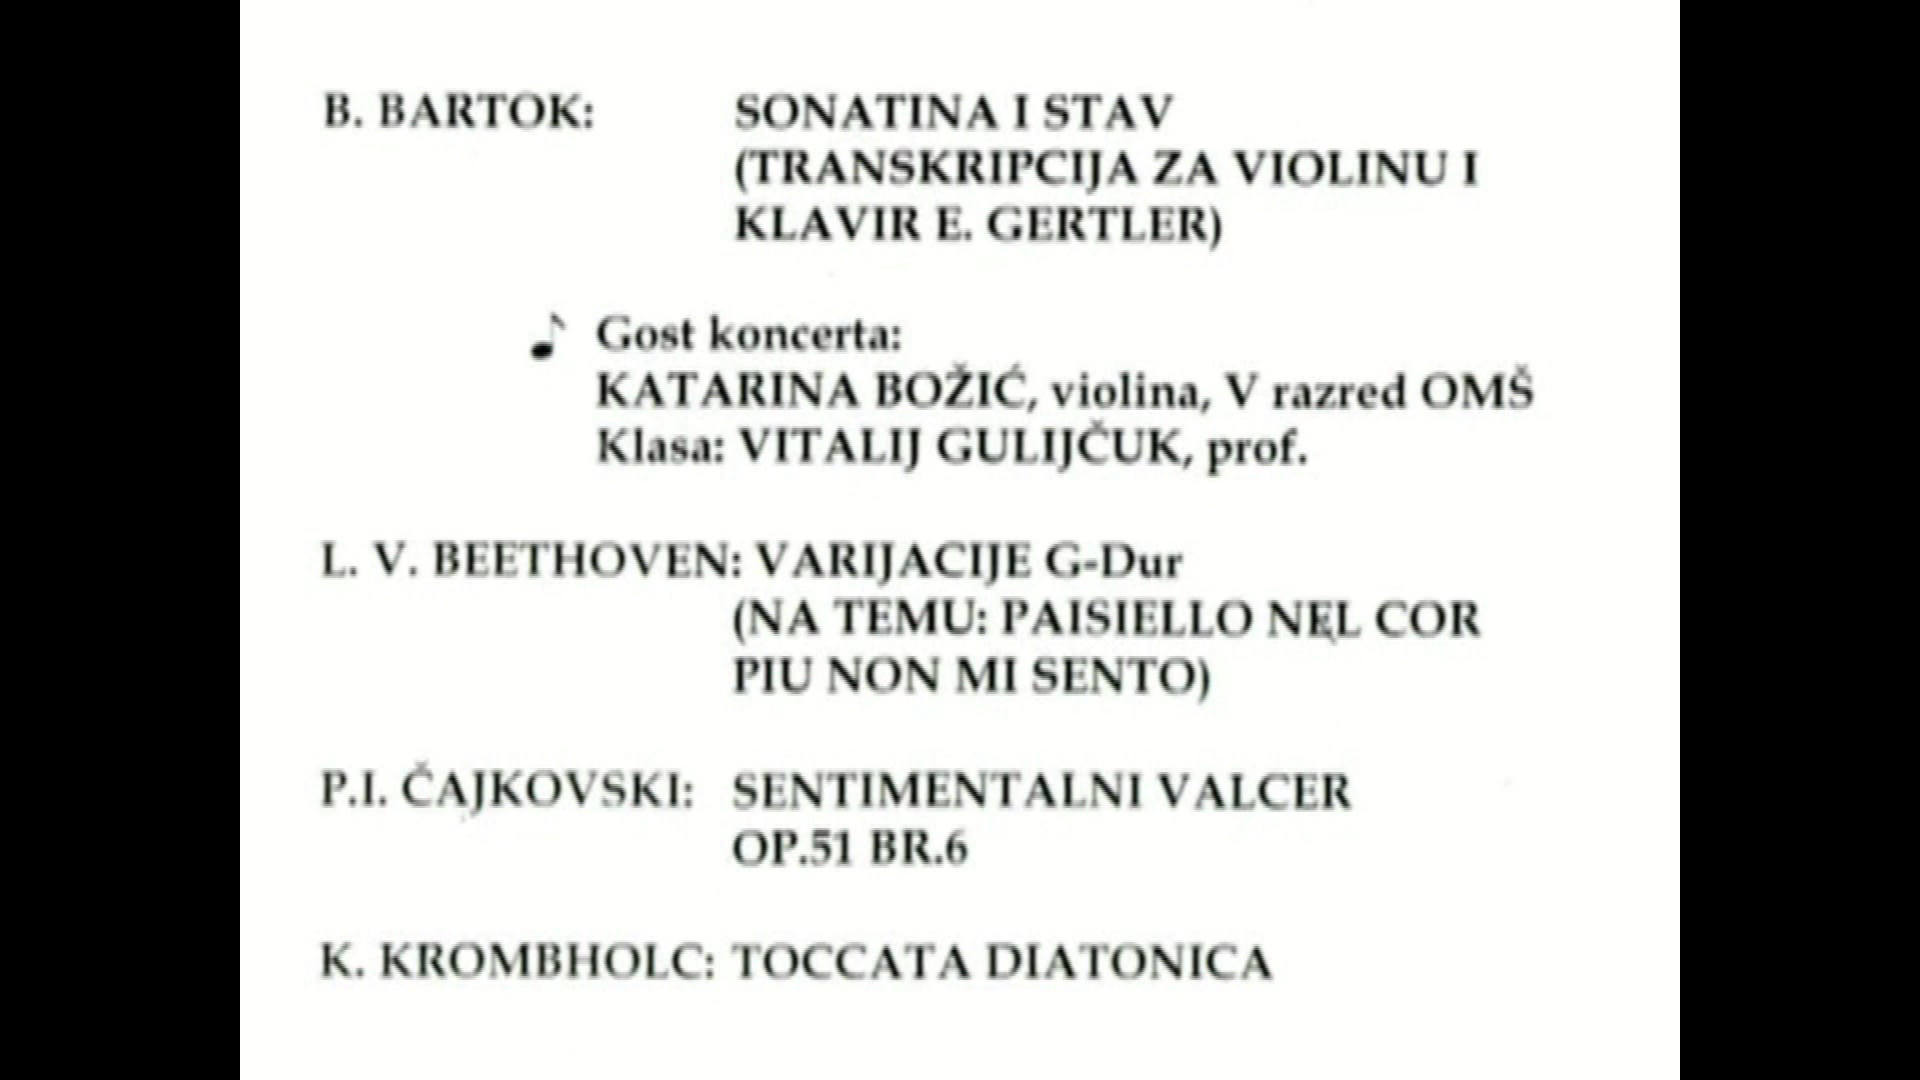 B. BARTOK: SONATINA I STAV
(TRANSKRIPCIJA ZA VIOLINU I
KLAVIR E. GERTLER)
Gost koncerta:
KATARINA BOŽIĆ, violina, V razred OMŠ
Klasa: VITALIJ GULIJČUK, prof.
L. V. BEETHOVEN: VARIJACIJE G-Dur
(NA TEMU: PAISIELLO NEL COR
PIU NON MI SENTO)
P.I. ČAJKOVSKI: SENTIMENTALNI VALCER
OP.51 BR.6
K. KROMBHOLC: TOCCATA DIATONICA